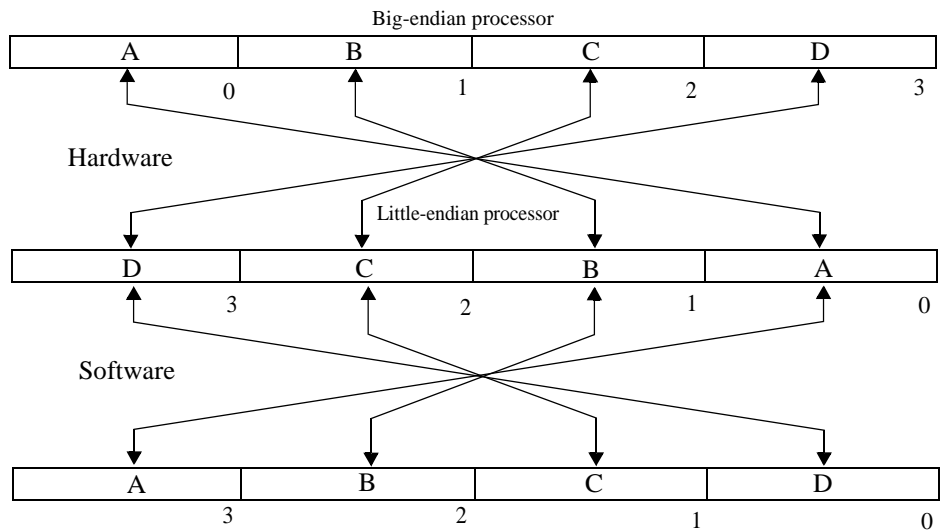 Big-endian processor
A B C D
0 1 2 3
Hardware
Little-endian processor
D C B A
3 2 1 0
Software
A B C D
3 2 1 0